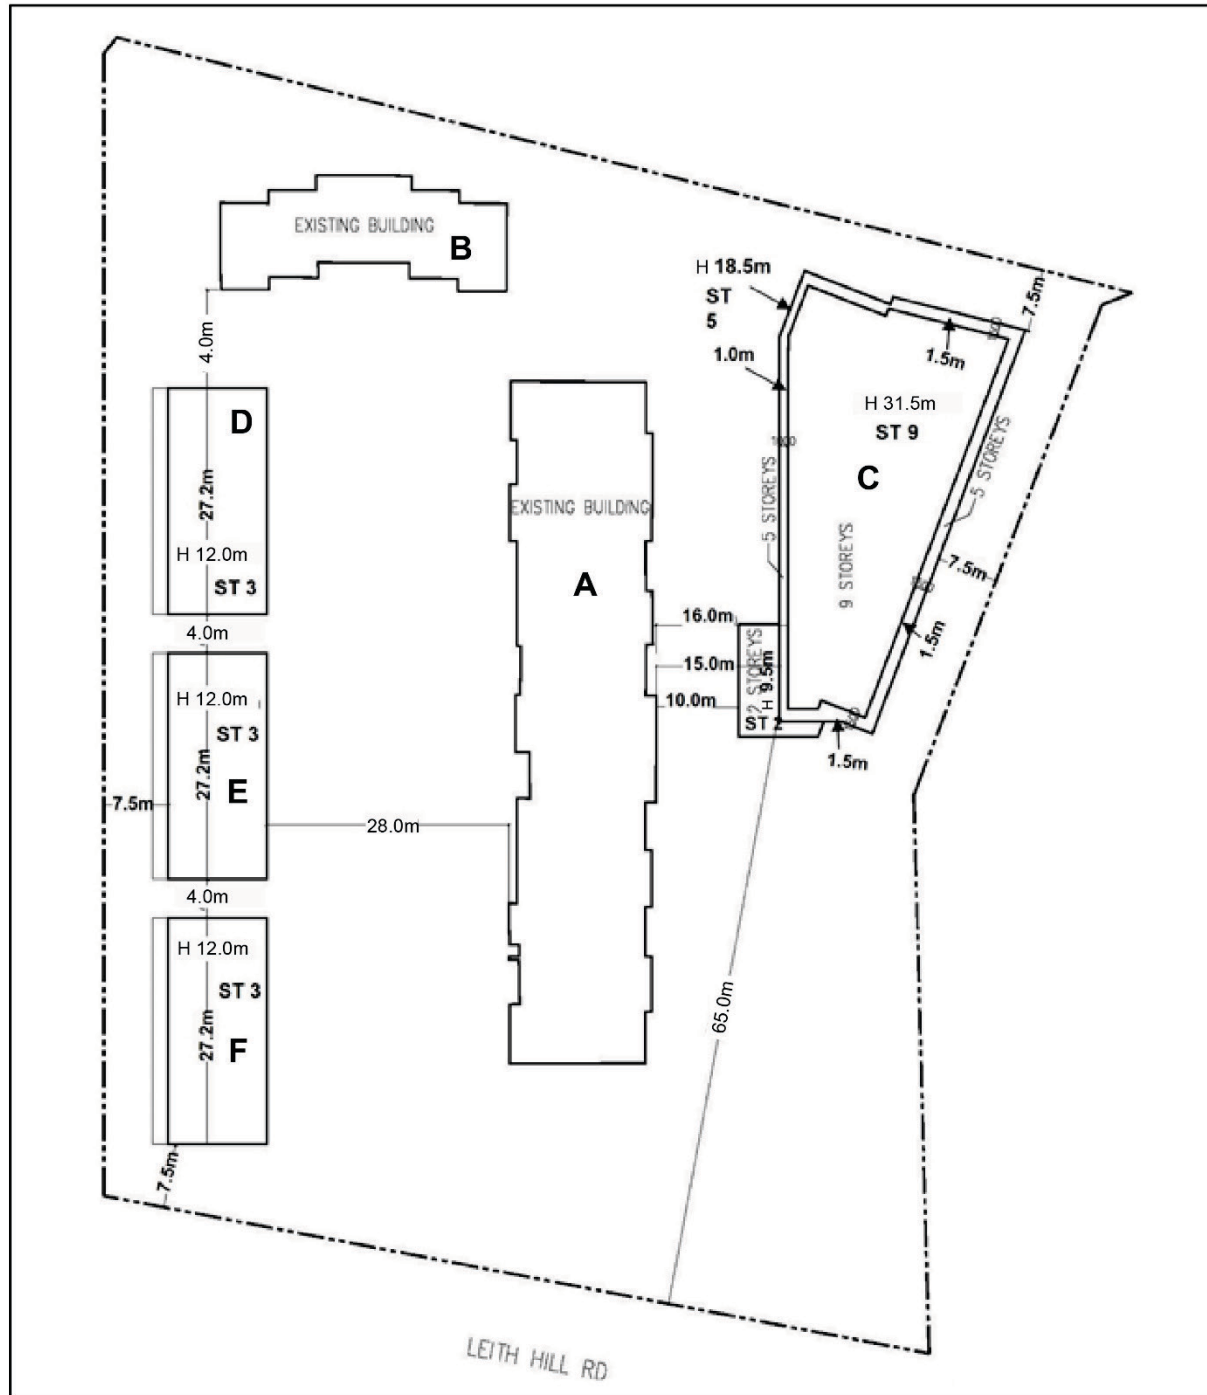 EXISTING BUILDING
B
H 18.5m
ST
5
7.5m
1.0m
1.5m
4.0m
H 31.5m
ST 9
C
5 STOREYS
5 STOREYS
9 STOREYS
D
27.2m
H 12.0m
ST 3
EXISTING BUILDING
A
7.5m
1.5m
16.0m
15.0m
10.0m
2 STOREYS
H 9.5m
ST 2
1.5m
4.0m
H 12.0m
ST 3
27.2m
E
7.5m
28.0m
4.0m
H 12.0m
ST 3
27.2m
F
7.5m
65.0m
LEITH HILL RD